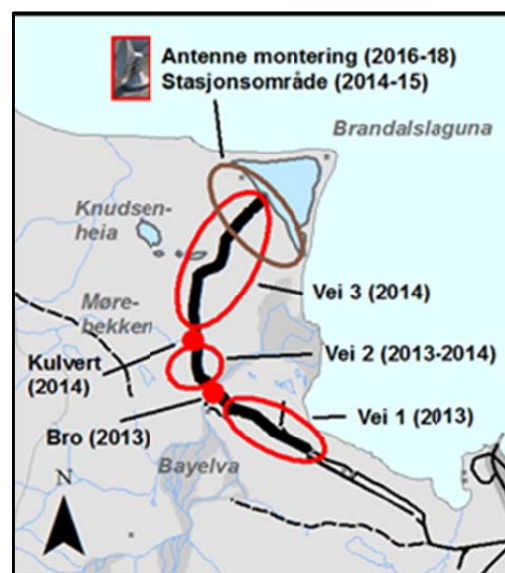 Antenne montering (2016-18)
Stasjonsområde (2014-15)
Brandalslaguna
Knudsen-
heia
Vei 3 (2014)
Møre-
bekken
Kulvert
(2014)
Vei 2 (2013-2014)
Vei 1 (2013)
Bro (2013)
Bayelva
N